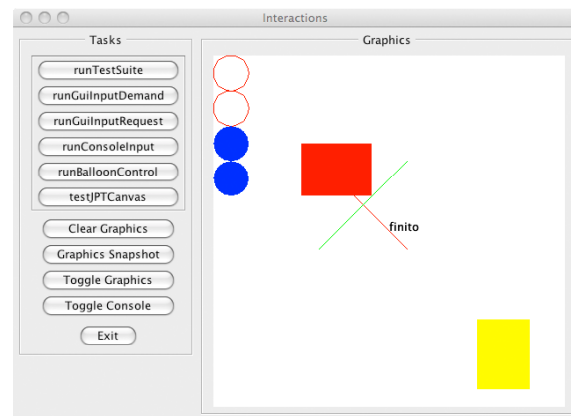 Interactions
Tasks
runTestSuite
runGuiInputDemand
runGuiInputRequest
runConsoleInput
runBalloonControl
testJPTCanvas
Clear Graphics
Graphics Snapshot
Toggle Graphics
Toggle Console
Exit
Graphics
finito